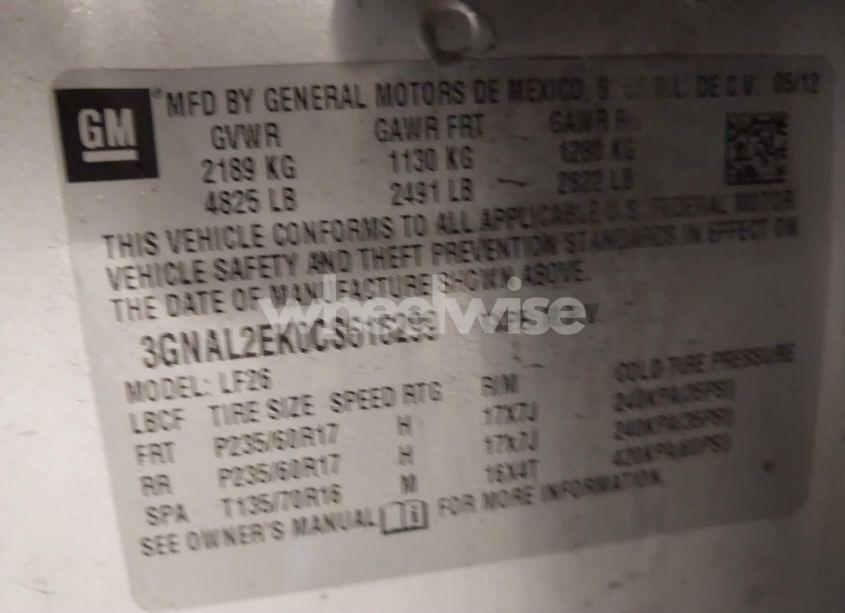 GM
MFD BY GENERAL MOTORS DE MEXICO, S DE R.L. DE C.V. 05/12
GVWR GAWR FRT GAWR
2189 KG 1130 KG 1280 KG
4825 LB 2491 LB 2822 LB
THIS VEHICLE CONFORMS TO ALL APPLICABLE U.S. FEDERAL MOTOR
VEHICLE SAFETY AND THEFT PREVENTION STANDARDS IN EFFECT ON
THE DATE OF MANUFACTURE SHOWN ABOVE.
wheelwise
MODEL: LF26
LBCF TIRE SIZE SPEED RTG RIM COLD TIRE PRESSURE
FRT P235/60R17 H 17X7J 240KPA(35PSI)
RR P235/60R17 H 17X7J 240KPA(35PSI)
SPA T135/70R16 M 16X4T 420KPA(60PSI)
SEE OWNER'S MANUAL FOR MORE INFORMATION.